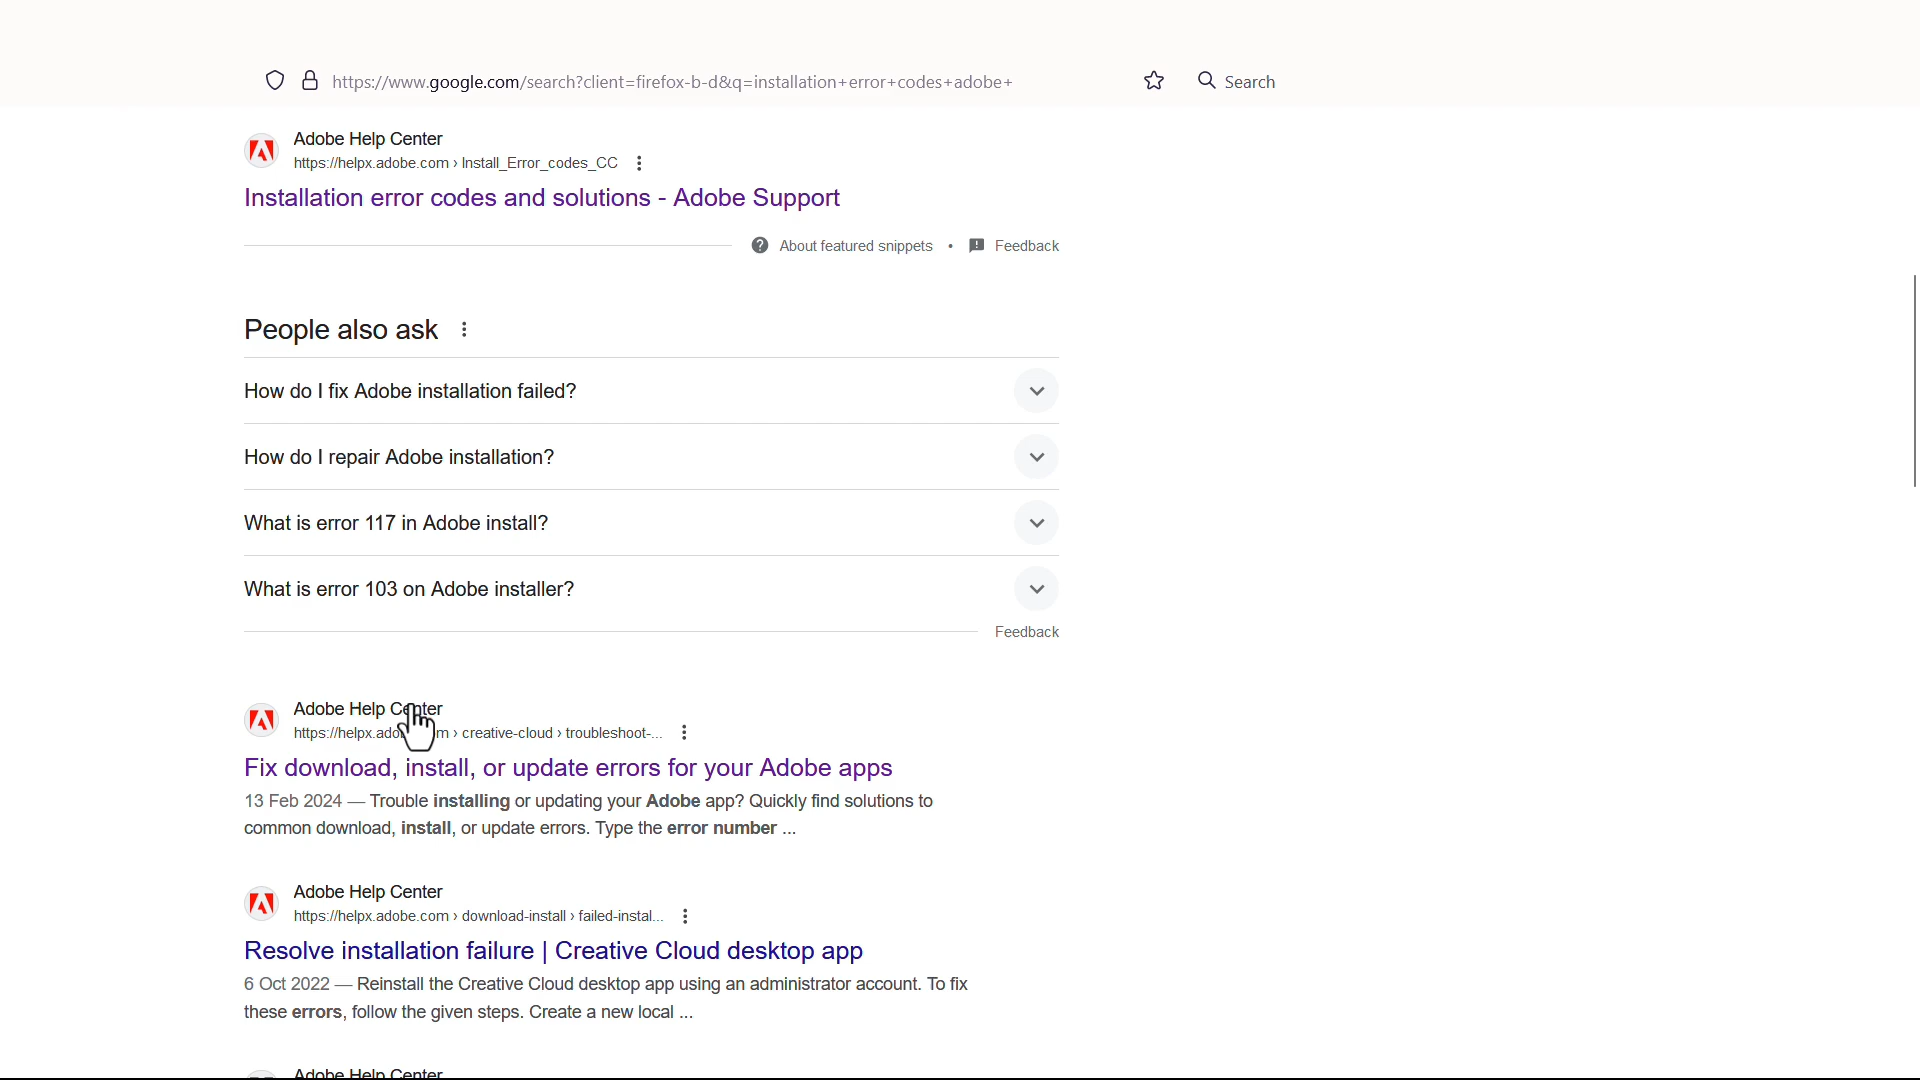 https://www.google.com/search?client=firefox-b-d&q=installation+error+codes+adobe+
Search
Adobe Help Center
https://helpx.adobe.com › Install_Error_codes_CC
Installation error codes and solutions - Adobe Support
About featured snippets • Feedback
People also ask
How do I fix Adobe installation failed?
How do I repair Adobe installation?
What is error 117 in Adobe install?
What is error 103 on Adobe installer?
Feedback
Adobe Help Center
https://helpx.ado m › creative-cloud › troubleshoot-...
Fix download, install, or update errors for your Adobe apps
13 Feb 2024 — Trouble installing or updating your Adobe app? Quickly find solutions to
common download, install, or update errors. Type the error number ...
Adobe Help Center
https://helpx.adobe.com › download-install › failed-instal...
Resolve installation failure | Creative Cloud desktop app
6 Oct 2022 — Reinstall the Creative Cloud desktop app using an administrator account. To fix
these errors, follow the given steps. Create a new local ...
Adobe Help Center